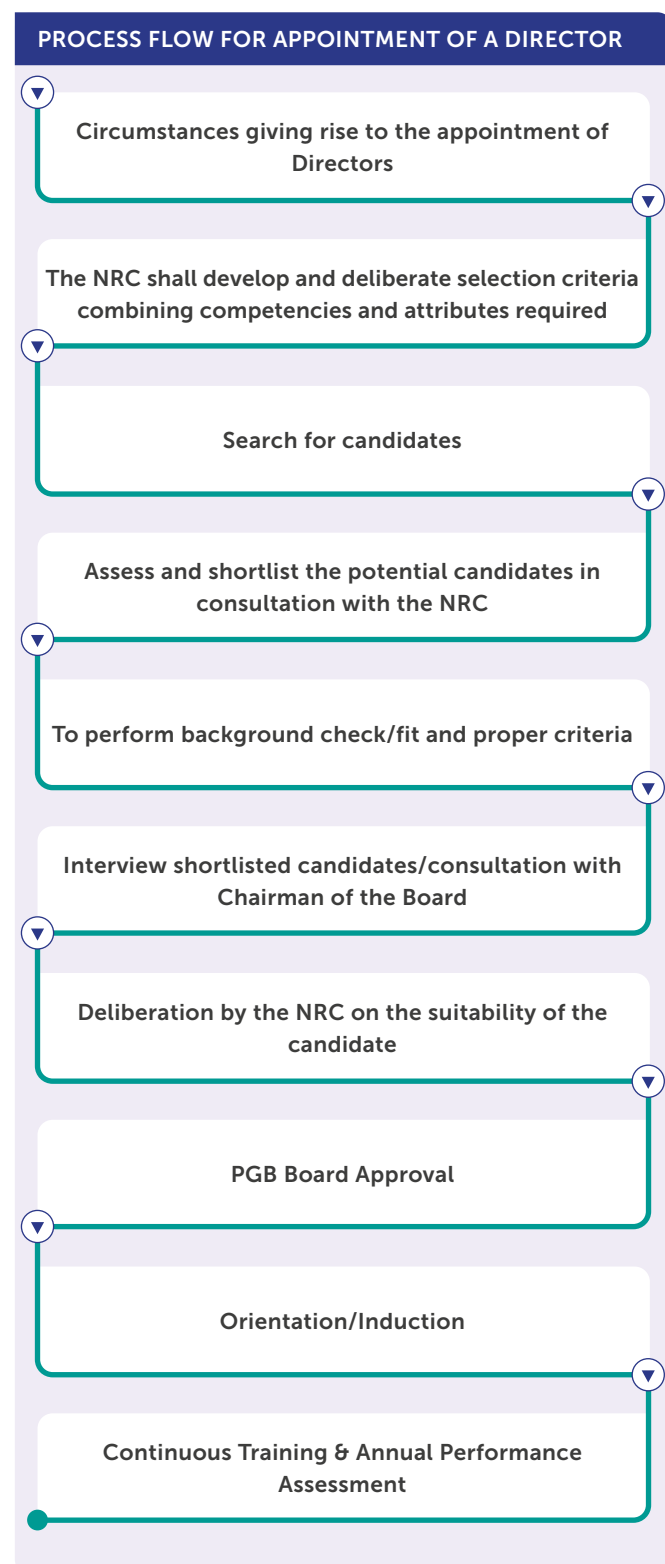 PROCESS FLOW FOR APPOINTMENT OF A DIRECTOR
Circumstances giving rise to the appointment of
Directors
The NRC shall develop and deliberate selection criteria
combining competencies and attributes required
Search for candidates
Assess and shortlist the potential candidates in
consultation with the NRC
To perform background check/fit and proper criteria
Interview shortlisted candidates/consultation with
Chairman of the Board
Deliberation by the NRC on the suitability of the
candidate
PGB Board Approval
Orientation/Induction
Continuous Training & Annual Performance
Assessment